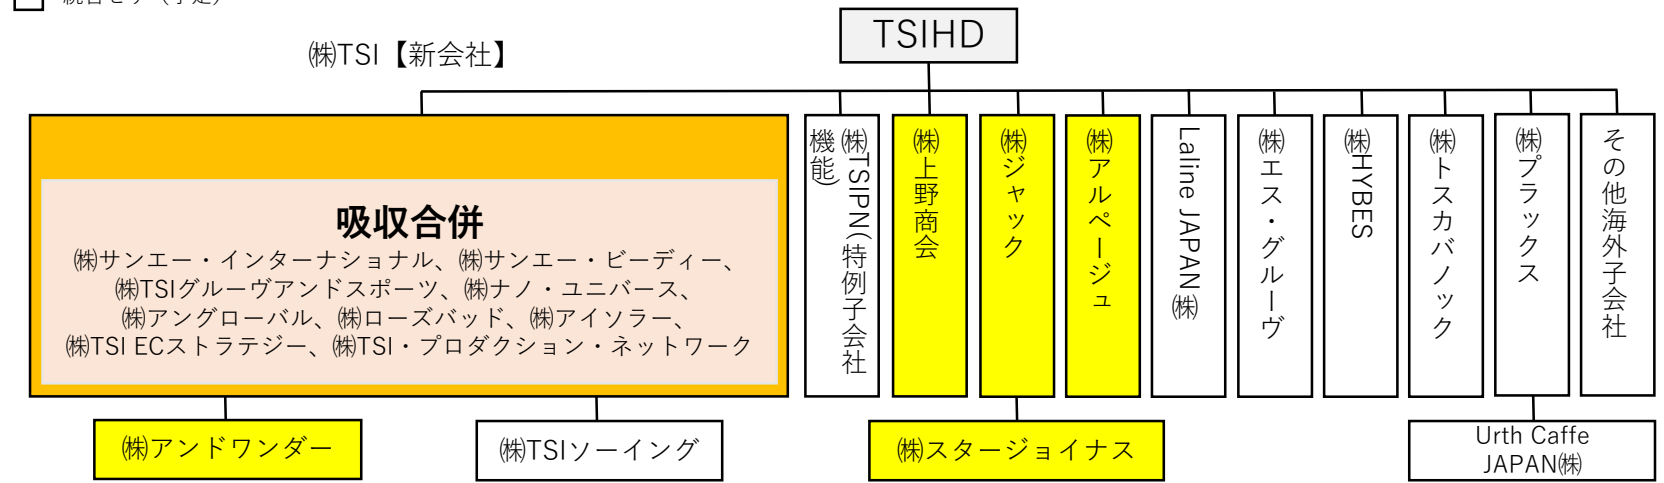 TSIHD
㈱TSI【新会社】
吸収合併
㈱サンエー・インターナショナル、㈱サンエー・ビーディー、
㈱TSIグルーヴアンドスポーツ、㈱ナノ・ユニバース、
㈱アングローバル、㈱ローズバッド、㈱アイソラー、
㈱TSI ECストラテジー、㈱TSI・プロダクション・ネットワーク
㈱TSIPN(特例子会社
機能)
㈱上野商会
㈱ジャック
㈱アルページュ
Laline JAPAN㈱
㈱エス・グルーヴ
㈱HYBES
㈱トスカバノック
㈱プラックス
その他海外子会社
㈱アンドワンダー
㈱TSIソーイング
㈱スタージョイナス
Urth Caffe
JAPAN㈱